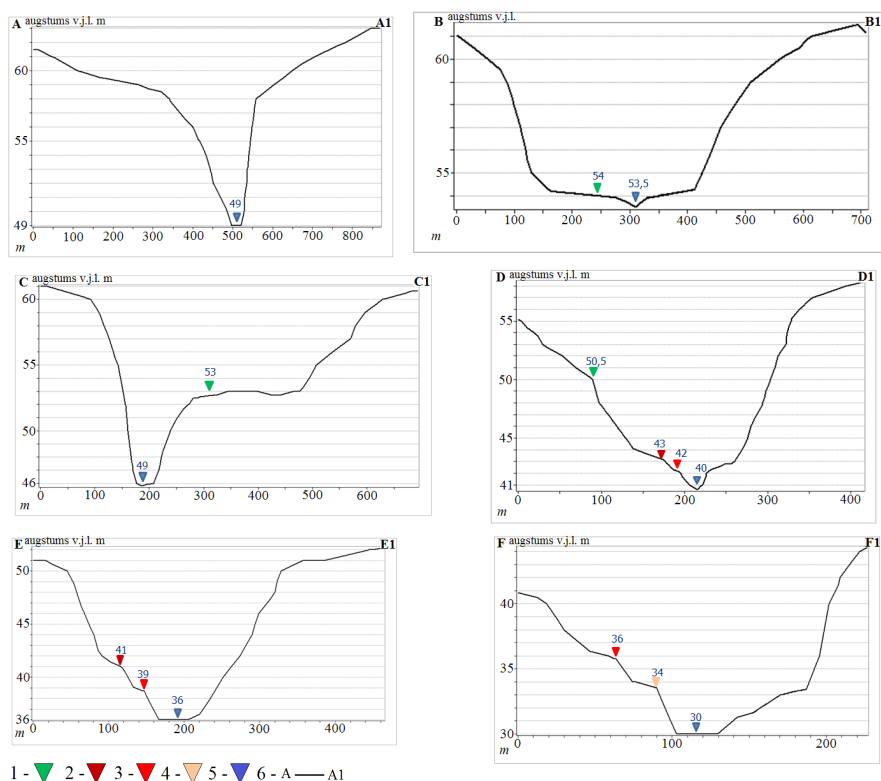 A augstums v.j.l. m A1
60
55
49
49
0 100 200 300 400 500 600 700 800
m
B augstums v.j.l. m B1
60
55
54 53,5
0 100 200 300 400 500 600 700
m
C augstums v.j.l. m C1
60
55
50
46
53
49
0 100 200 300 400 500 600
m
D augstums v.j.l. m D1
55
50
45
41
50,5
43 42
40
0 100 200 300 400
m
E augstums v.j.l. m E1
50
45
40
36
41
39
36
0 100 200 300 400
m
F augstums v.j.l. m F1
40
35
30
36
34
30
0 100 200
m
1 - 2 - 3 - 4 - 5 - 6 - A A1